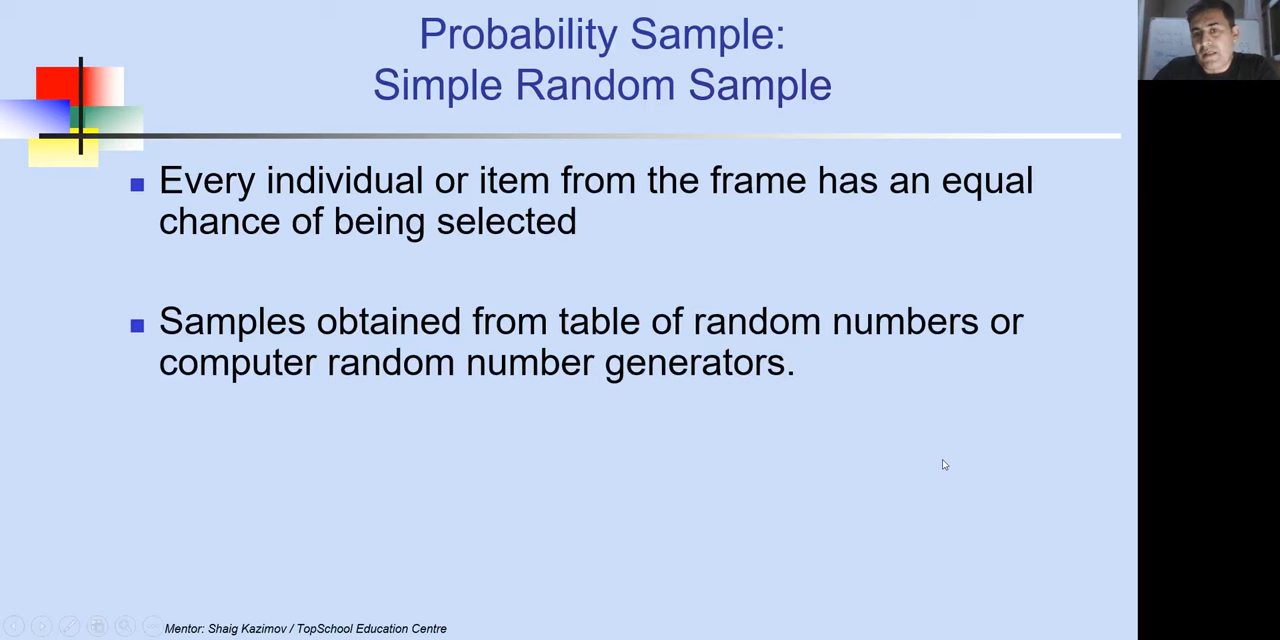 Probability Sample:
Simple Random Sample
Every individual or item from the frame has an equal
chance of being selected
Samples obtained from table of random numbers or
computer random number generators.
Mentor: Shaig Kazimov / TopSchool Education Centre